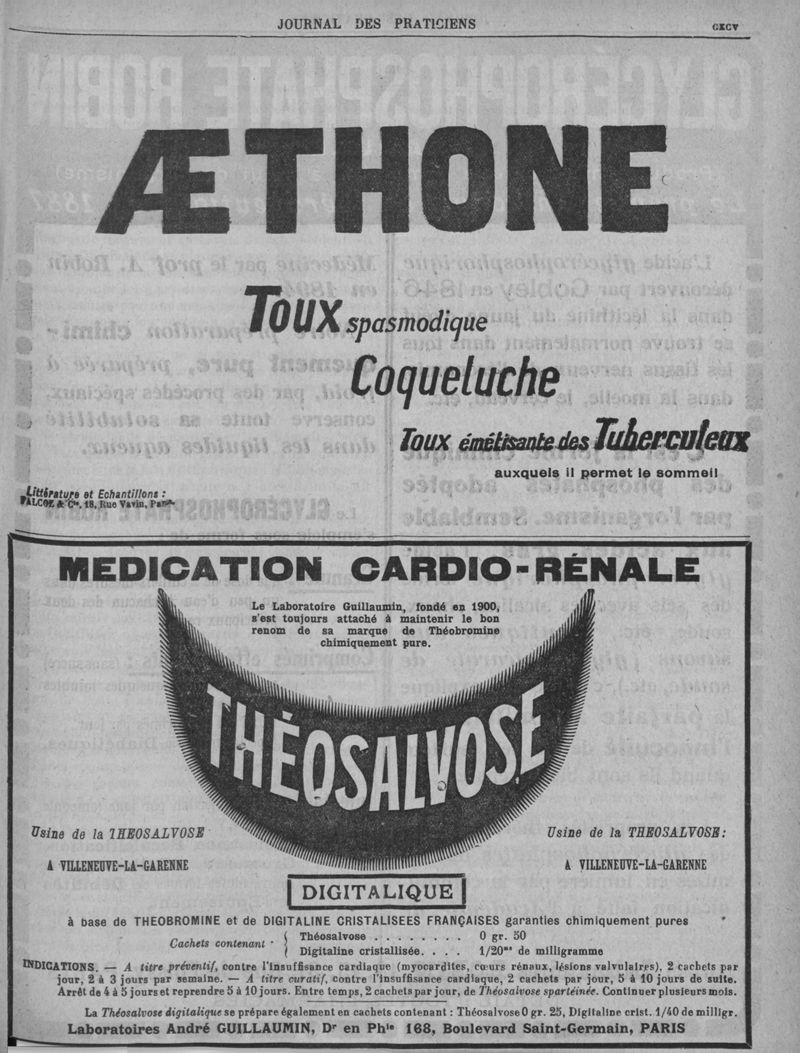 JOURNAL DES PRATICIENS
CXCV
ÆTHONE
Toux spasmodique
Coqueluche
Toux émétisante des Tuberculeux
auxquels il permet le sommeil
Littérature et Echantillons :
FALCOZ & Cie, 18, Rue Vavin, Paris.
MEDICATION CARDIO-RÉNALE
Le Laboratoire Guillaumin, fondé en 1900,
s'est toujours attaché à maintenir le bon
renom de sa marque de Théobromine
chimiquement pure.
THÉOSALVOSE
Usine de la THEOSALVOSE
A VILLENEUVE-LA-GARENNE
Usine de la THEOSALVOSE :
A VILLENEUVE-LA-GARENNE
DIGITALIQUE
à base de THEOBROMINE et de DIGITALINE CRISTALISEES FRANÇAISES garanties chimiquement pures
Cachets contenant { Théosalvose . . . . . . . . 0 gr. 50
Digitaline cristallisée. . . . 1/20me de milligramme
INDICATIONS. — A titre préventif, contre l'insuffisance cardiaque (myocardites, cœurs rénaux, lésions valvulaires), 2 cachets par
jour, 2 à 3 jours par semaine. — A titre curatif, contre l'insuffisance cardiaque, 2 cachets par jour, 5 à 10 jours de suite.
Arrêt de 4 à 5 jours et reprendre 5 à 10 jours. Entre temps, 2 cachets par jour, de Théosalvose spartéinée. Continuer plusieurs mois.
La Théosalvose digitalique se prépare également en cachets contenant : Théosalvose 0 gr. 25, Digitaline crist. 1/40 de milligr.
Laboratoires André GUILLAUMIN, Dr en Phie 168, Boulevard Saint-Germain, PARIS